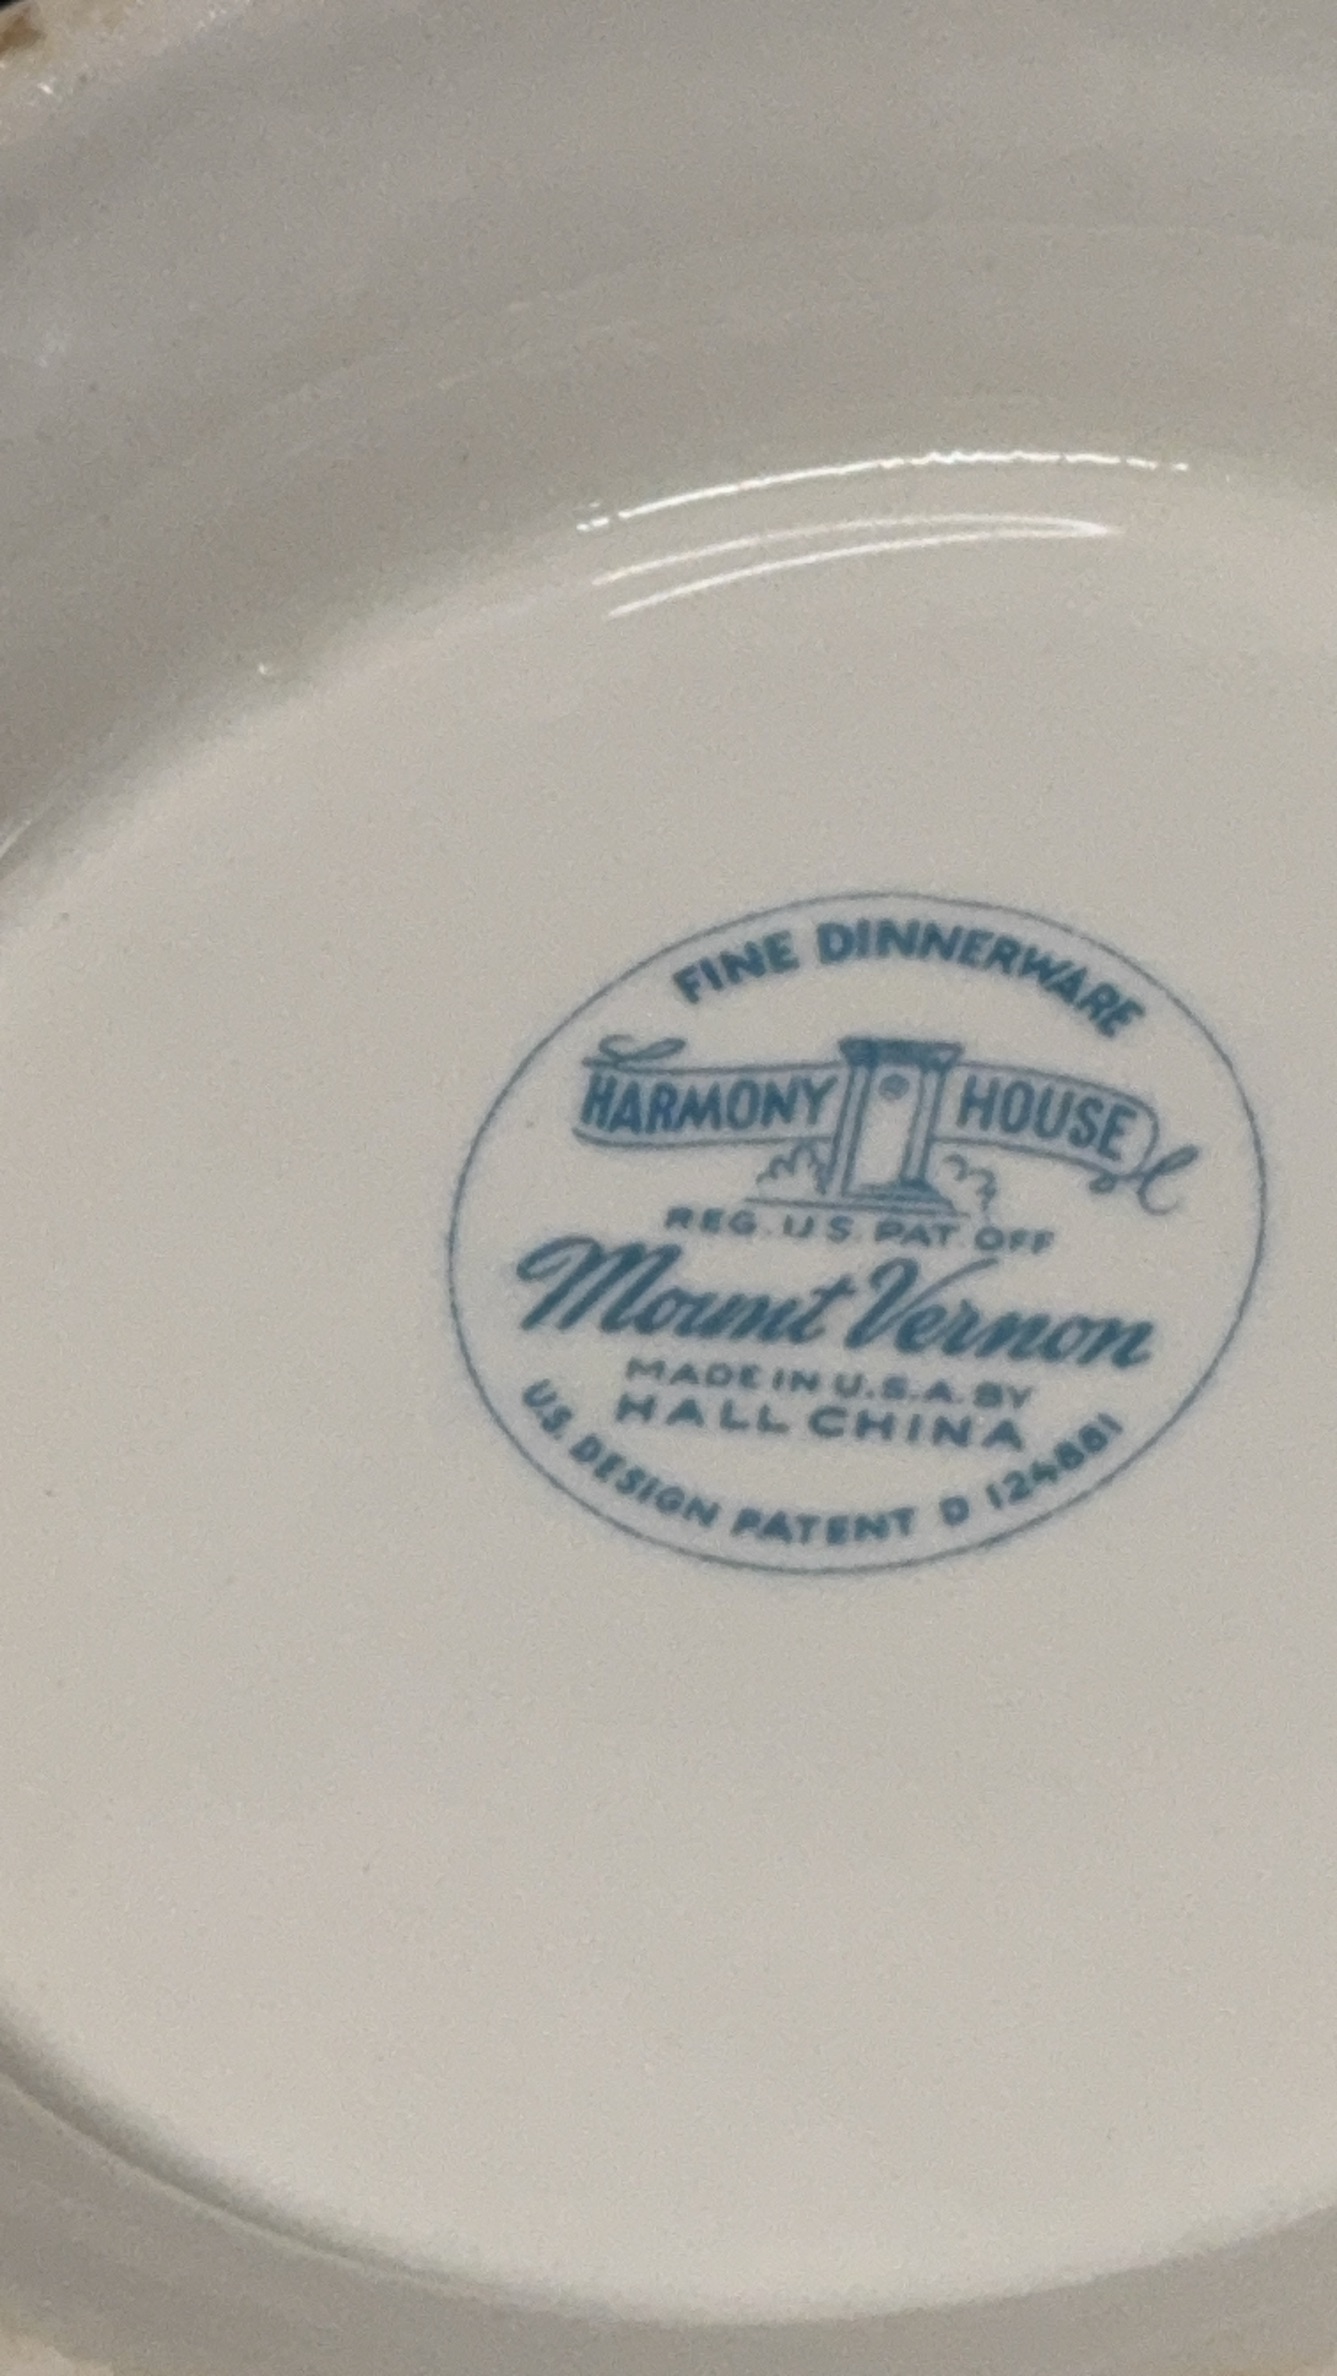 FINE DINNERWARE
HARMONY HOUSE
REG. U.S. PAT. OFF
Mount Vernon
MADE IN U.S.A. BY
HALL CHINA
U.S. DESIGN PATENT D 124881